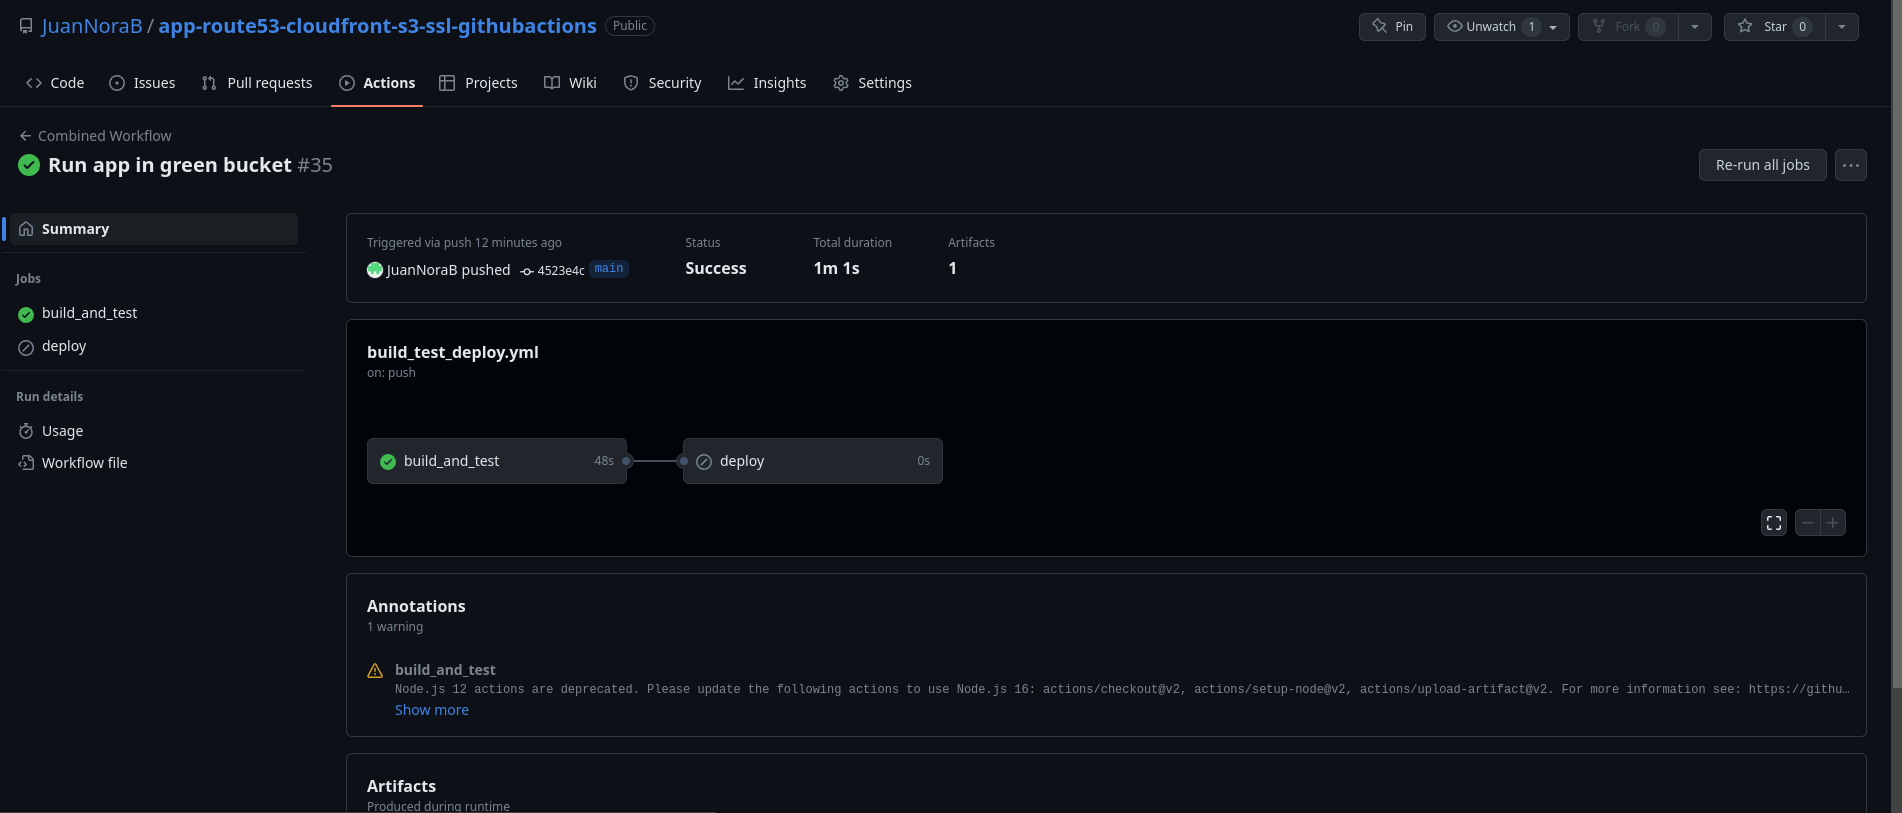 JuanNoraB / app-route53-cloudfront-s3-ssl-githubactions Public
Pin Unwatch 1 Fork 0 Star 0
Code Issues Pull requests Actions Projects Wiki Security Insights Settings
Combined Workflow
Run app in green bucket #35
Re-run all jobs
Summary
Jobs
build_and_test
deploy
Run details
Usage
Workflow file
Triggered via push 12 minutes ago
JuanNoraB pushed 4523e4c main
Status
Success
Total duration
1m 1s
Artifacts
1
build_test_deploy.yml
on: push
build_and_test 48s
deploy 0s
Annotations
1 warning
build_and_test
Node.js 12 actions are deprecated. Please update the following actions to use Node.js 16: actions/checkout@v2, actions/setup-node@v2, actions/upload-artifact@v2. For more information see: https://githu…
Show more
Artifacts
Produced during runtime